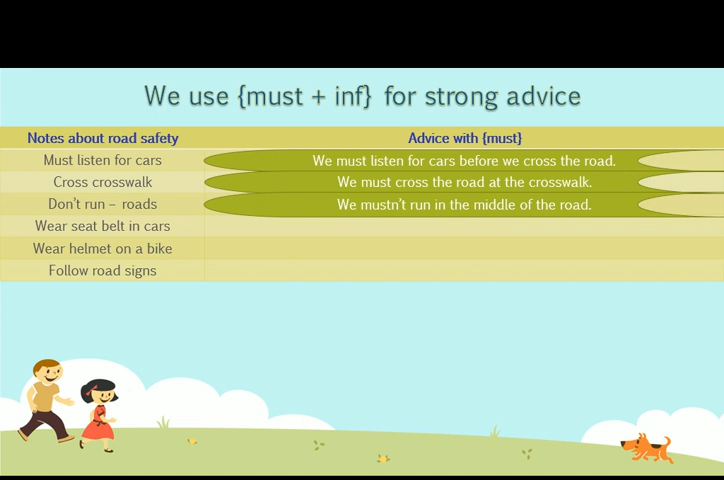 We use {must + inf} for strong advice
Notes about road safety Advice with {must}
Must listen for cars We must listen for cars before we cross the road.
Cross crosswalk We must cross the road at the crosswalk.
Don't run – roads We mustn't run in the middle of the road.
Wear seat belt in cars
Wear helmet on a bike
Follow road signs